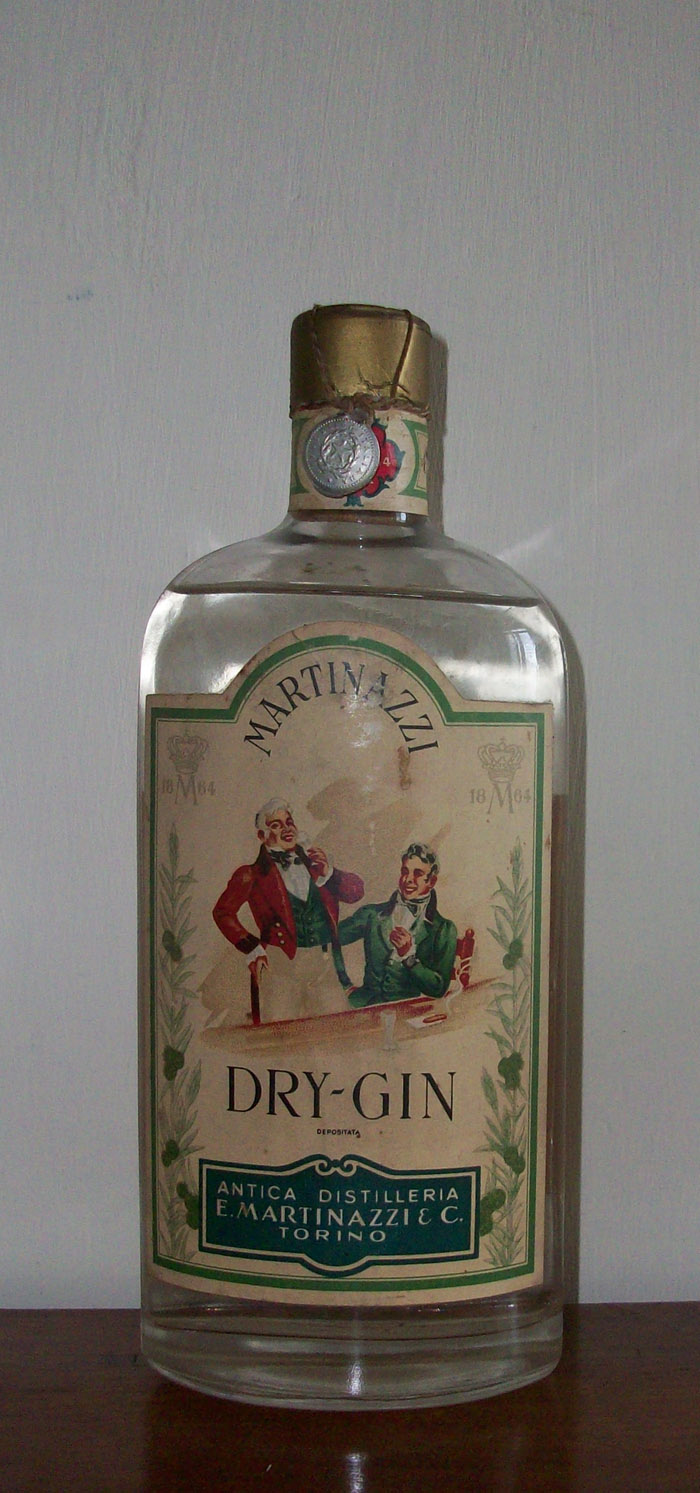 MARTINAZZI
18 M 64
18 M 64
DRY-GIN
DEPOSITATA
ANTICA DISTILLERIA
E. MARTINAZZI & C.
TORINO